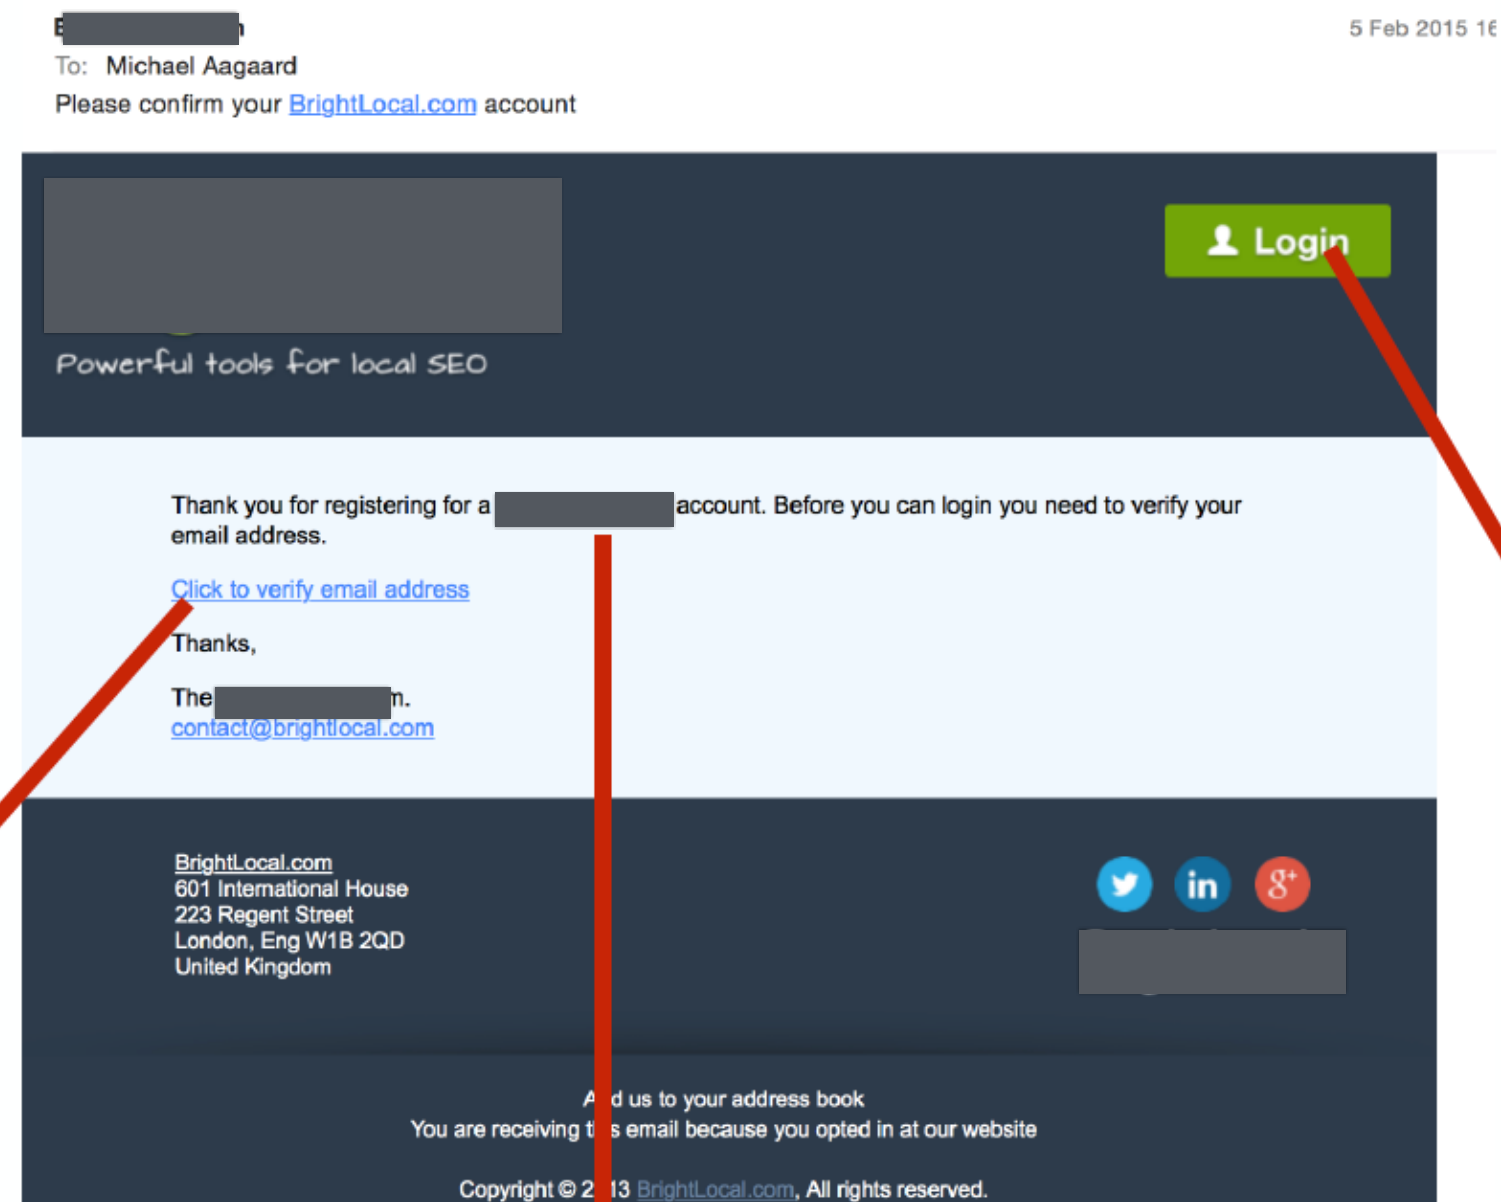 5 Feb 2015 16
To: Michael Aagaard
Please confirm your BrightLocal.com account
Login
Powerful tools for local SEO
Thank you for registering for a account. Before you can login you need to verify your
email address.
Click to verify email address
Thanks,
The
contact@brightlocal.com
BrightLocal.com
601 International House
223 Regent Street
London, Eng W1B 2QD
United Kingdom
in
g+
us to your address book
You are receiving email because you opted in at our website
Copyright © BrightLocal.com, All rights reserved.